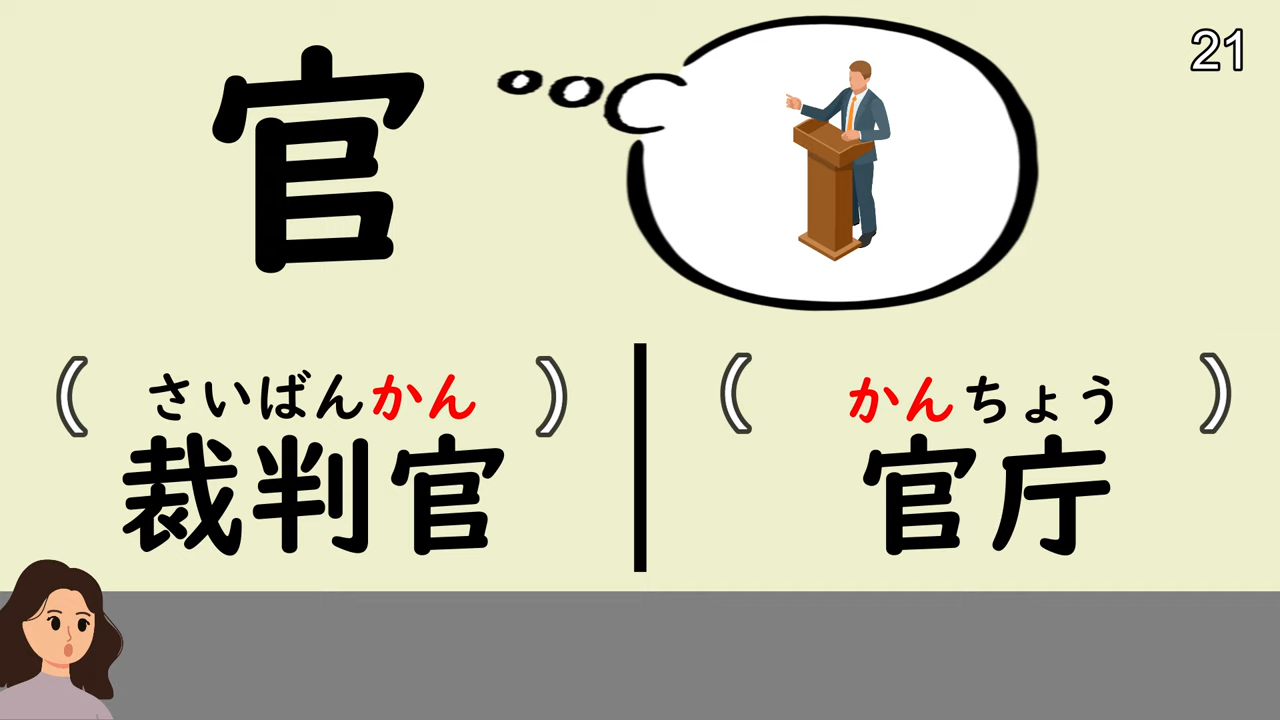 官
21
( さいばんかん )
裁判官
( かんちょう )
官庁